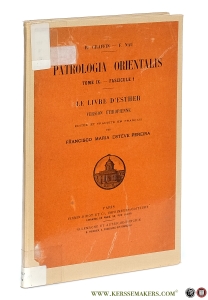 R. GRAFFIN — F. NAU
PATROLOGIA ORIENTALIS
TOME IX. — FASCICULE 1
LE LIVRE D'ESTHER
VERSION ÉTHIOPIENNE
ÉDITÉE ET TRADUITE EN FRANÇAIS
PAR
FRANCISCO MARIA ESTEVES PEREIRA
PARIS
WWW.KERSSEMAKERS.COM